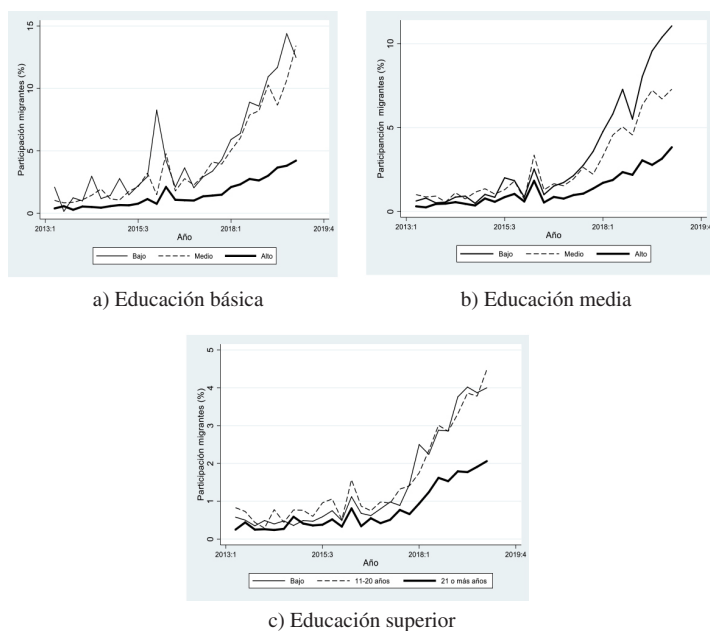 Participación migrantes (%)
15
10
5
0
2013:1 2015:3 2018:1 2019:4
Año
Bajo Medio Alto
a) Educación básica
Participanción migrantes (%)
10
5
0
2013:1 2015:3 2018:1 2019:4
Año
Bajo Medio Alto
b) Educación media
Participación migrantes (%)
5
4
3
2
1
0
2013:1 2015:3 2018:1 2019:4
Año
Bajo 11-20 años 21 o más años
c) Educación superior